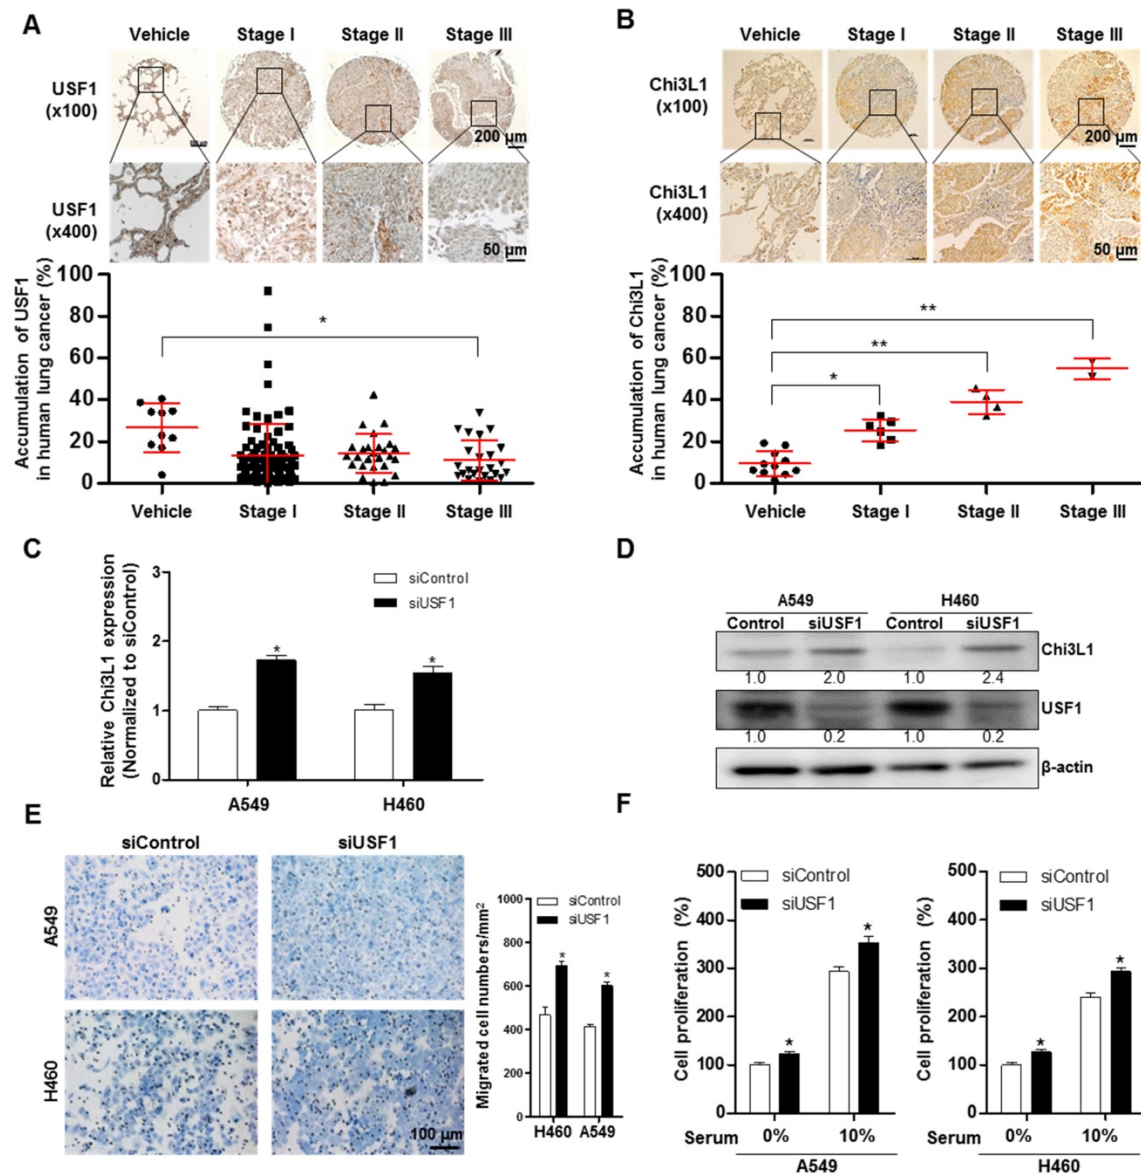 A
Vehicle Stage I Stage II Stage III
USF1
(x100)
200 µm
USF1
(x400)
50 µm
Accumulation of USF1
in human lung cancer (%)
100
80
60
40
20
0
*
Vehicle Stage I Stage II Stage III
B
Vehicle Stage I Stage II Stage III
Chi3L1
(x100)
200 µm
Chi3L1
(x400)
50 µm
Accumulation of Chi3L1
in human lung cancer (%)
100
80
60
40
20
0
**
**
*
Vehicle Stage I Stage II Stage III
C
Relative Chi3L1 expression
(Normalized to siControl)
3
2
1
0
siControl
siUSF1
* *
A549 H460
D
A549 H460
Control siUSF1 Control siUSF1
Chi3L1
1.0 2.0 1.0 2.4
USF1
1.0 0.2 1.0 0.2
β-actin
E
siControl siUSF1
A549
H460
100 µm
Migrated cell numbers/mm²
1000
800
600
400
200
0
siControl
siUSF1
* *
H460 A549
F
Cell proliferation (%)
500
400
300
200
100
0
siControl
siUSF1
* *
Serum 0% 10%
A549
Cell proliferation (%)
500
400
300
200
100
0
siControl
siUSF1
* *
Serum 0% 10%
H460